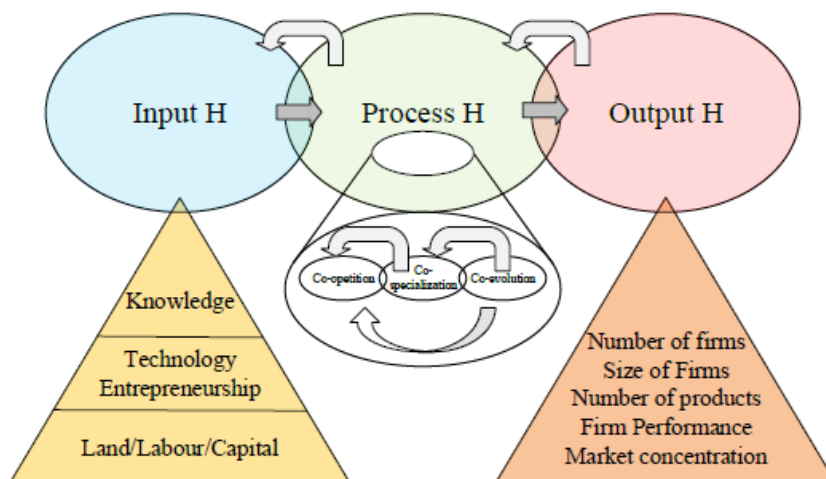 Input H
Process H
Output H
Co-opetition
Co-
specialization
Co-evolution
Knowledge
Technology
Entrepreneurship
Land/Labour/Capital
Number of firms
Size of Firms
Number of products
Firm Performance
Market concentration